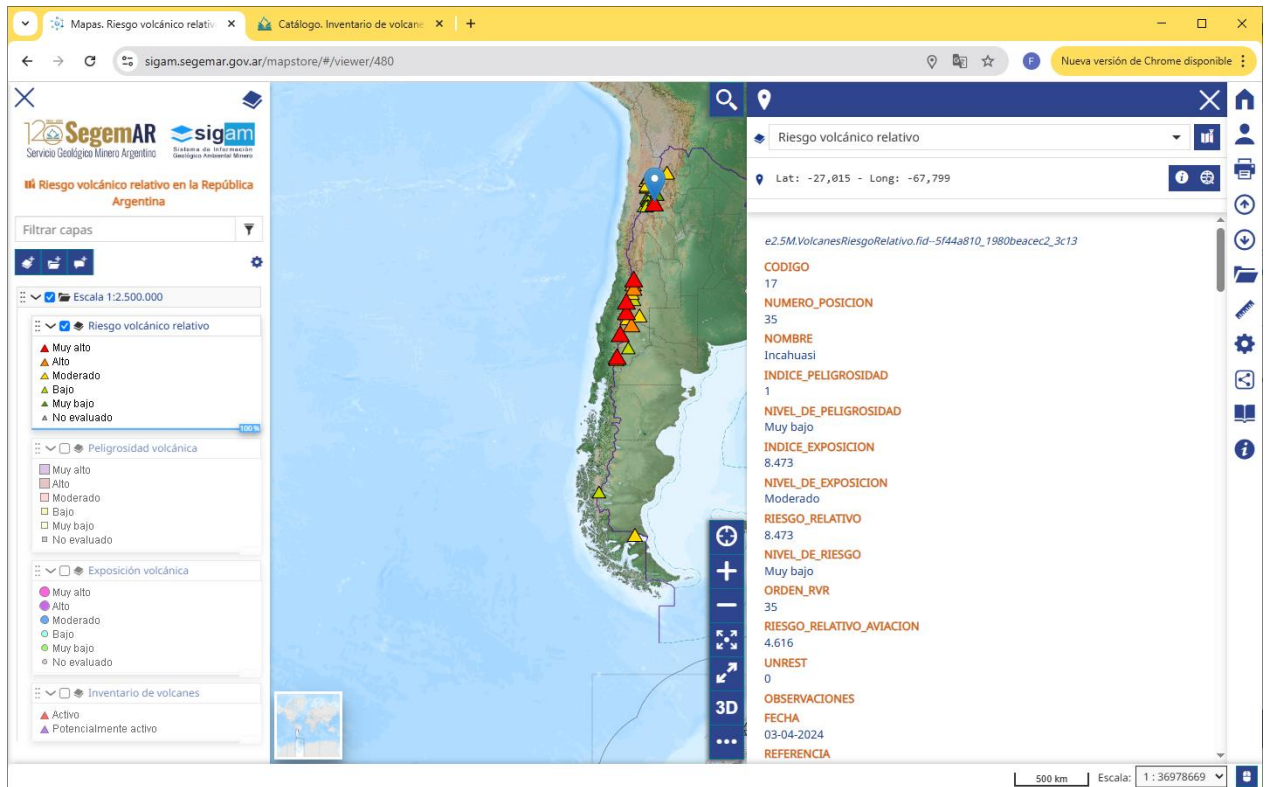 Mapas. Riesgo volcánico relativ
Catálogo. Inventario de volcane
sigam.segemar.gov.ar/mapstore/#/viewer/480
F
Nueva versión de Chrome disponible
120 SegemAR
Servicio Geológico Minero Argentino
sigam
Sistema de Información
Geológico Ambiental Minero
Riesgo volcánico relativo en la República
Argentina
Filtrar capas
Escala 1:2.500.000
Riesgo volcánico relativo
Muy alto
Alto
Moderado
Bajo
Muy bajo
No evaluado
100 %
Peligrosidad volcánica
Muy alto
Alto
Moderado
Bajo
Muy bajo
No evaluado
Exposición volcánica
Muy alto
Alto
Moderado
Bajo
Muy bajo
No evaluado
Inventario de volcanes
Activo
Potencialmente activo
3D
Riesgo volcánico relativo
Lat: -27,015 - Long: -67,799
e2.5M.VolcanesRiesgoRelativo.fid--5f44a810_1980beacec2_3c13
CODIGO
17
NUMERO_POSICION
35
NOMBRE
Incahuasi
INDICE_PELIGROSIDAD
1
NIVEL_DE_PELIGROSIDAD
Muy bajo
INDICE_EXPOSICION
8.473
NIVEL_DE_EXPOSICION
Moderado
RIESGO_RELATIVO
8.473
NIVEL_DE_RIESGO
Muy bajo
ORDEN_RVR
35
RIESGO_RELATIVO_AVIACION
4.616
UNREST
0
OBSERVACIONES
FECHA
03-04-2024
REFERENCIA
500 km
Escala:
1 : 36978669